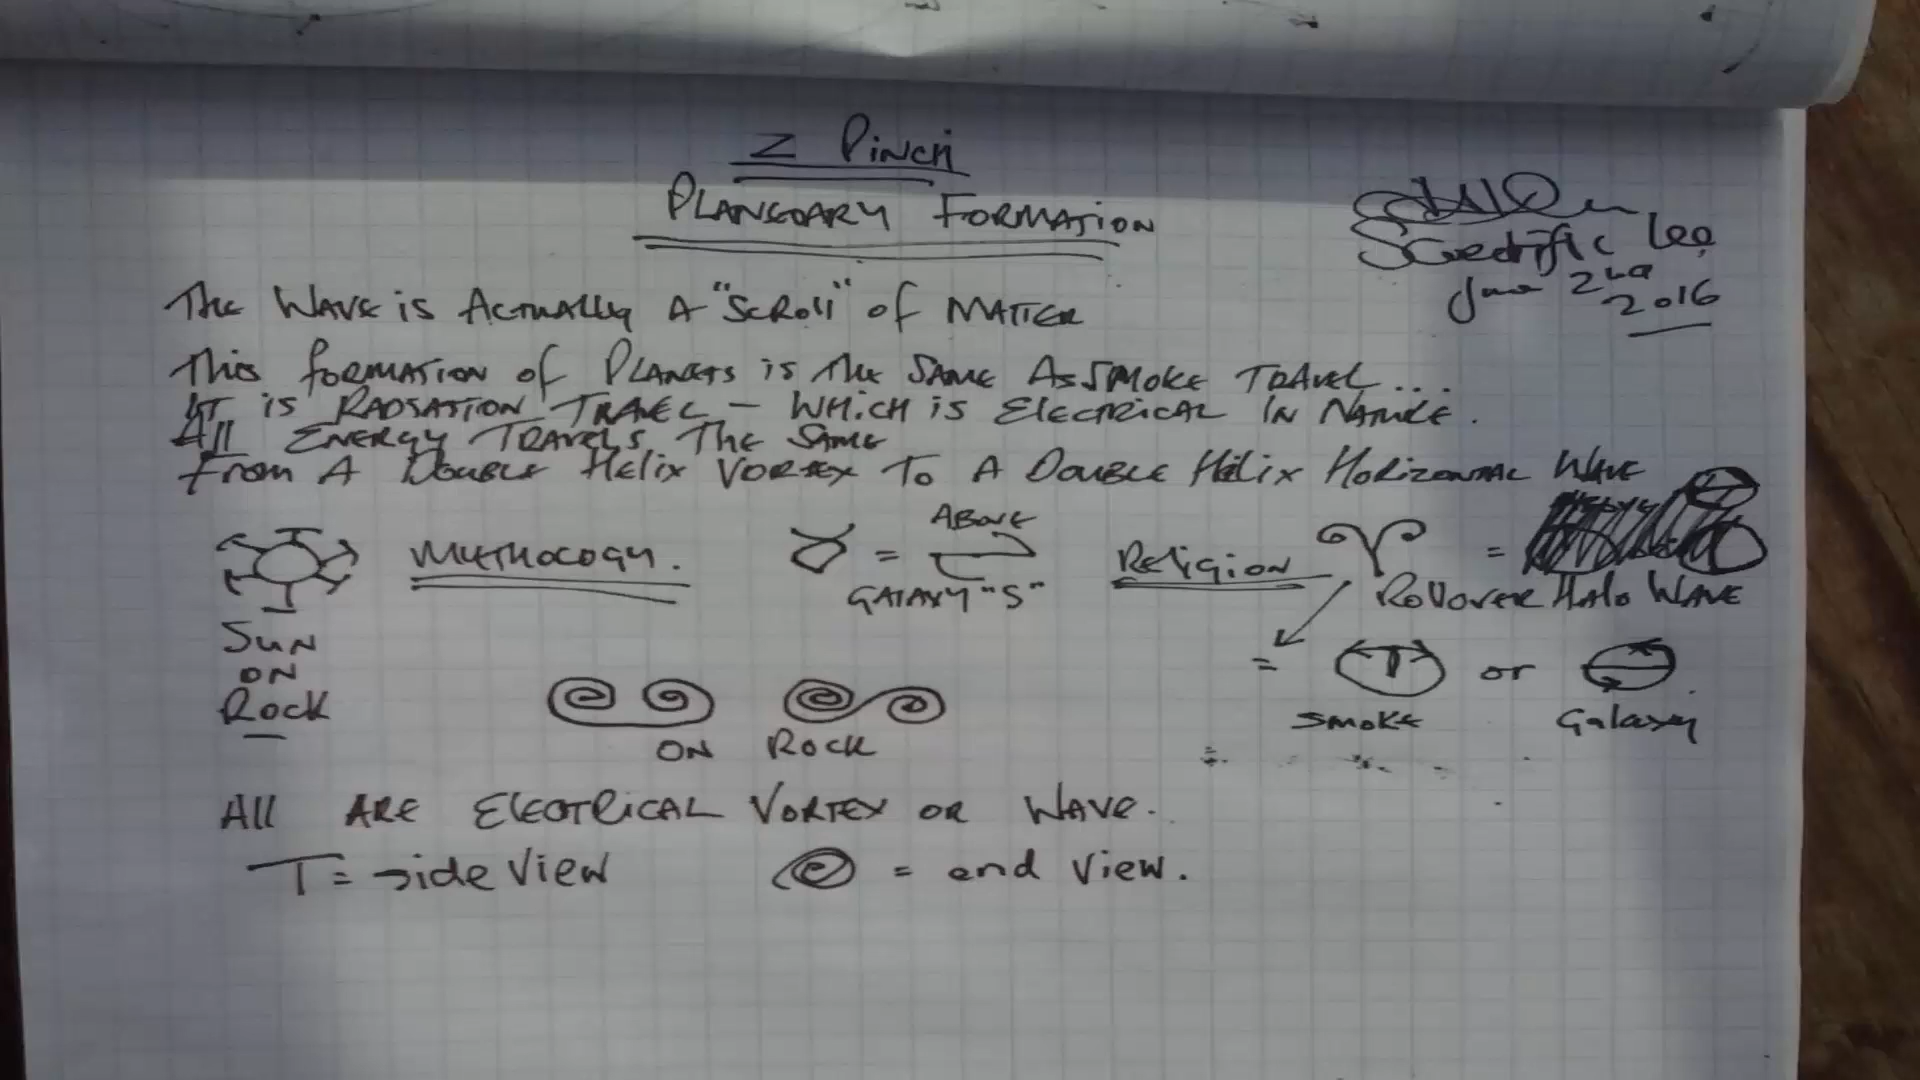 Z PINCH
PLANEDARY FORMATION
Scientific Leo
June 2nd
2016
THE WAVE IS ACTUALLY A "SCROLL" OF MATTER
THIS FORMATION OF PLANETS IS THE SAME AS SMOKE TRAVEL...
IT IS RADIATION TRAVEL - WHICH IS ELECTRICAL IN NATURE.
All ENERGY TRAVELS THE SAME
FROM A DOUBLE HELIX VORTEX TO A DOUBLE HELIX HORIZONTAL WAVE
SUN
ON
ROCK
MYTHOLOGY.
=
ABOVE
GALAXY "S"
ON ROCK
RELIGION
=
ROLLOVER HALO WAVE
=
or
SMOKE
Galaxy
All ARE ELECTRICAL VORTEX OR WAVE.
T = side View
= end View.